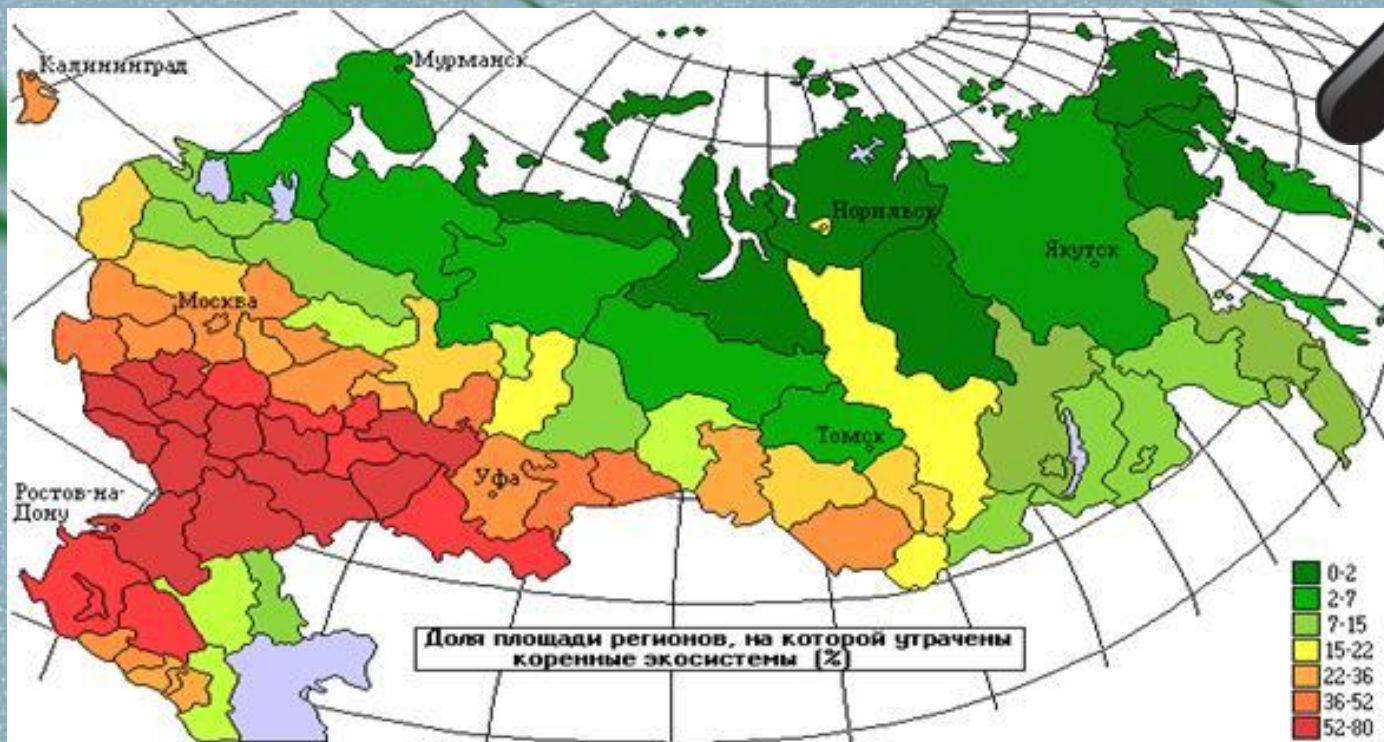 Калининград
Мурманск
Норильск
Якутск
Москва
Томск
Уфа
Ростов-на-
Дону
Доля площади регионов, на которой утрачены
коренные экосистемы (%)
0-2
2-7
7-15
15-22
22-36
36-52
52-80